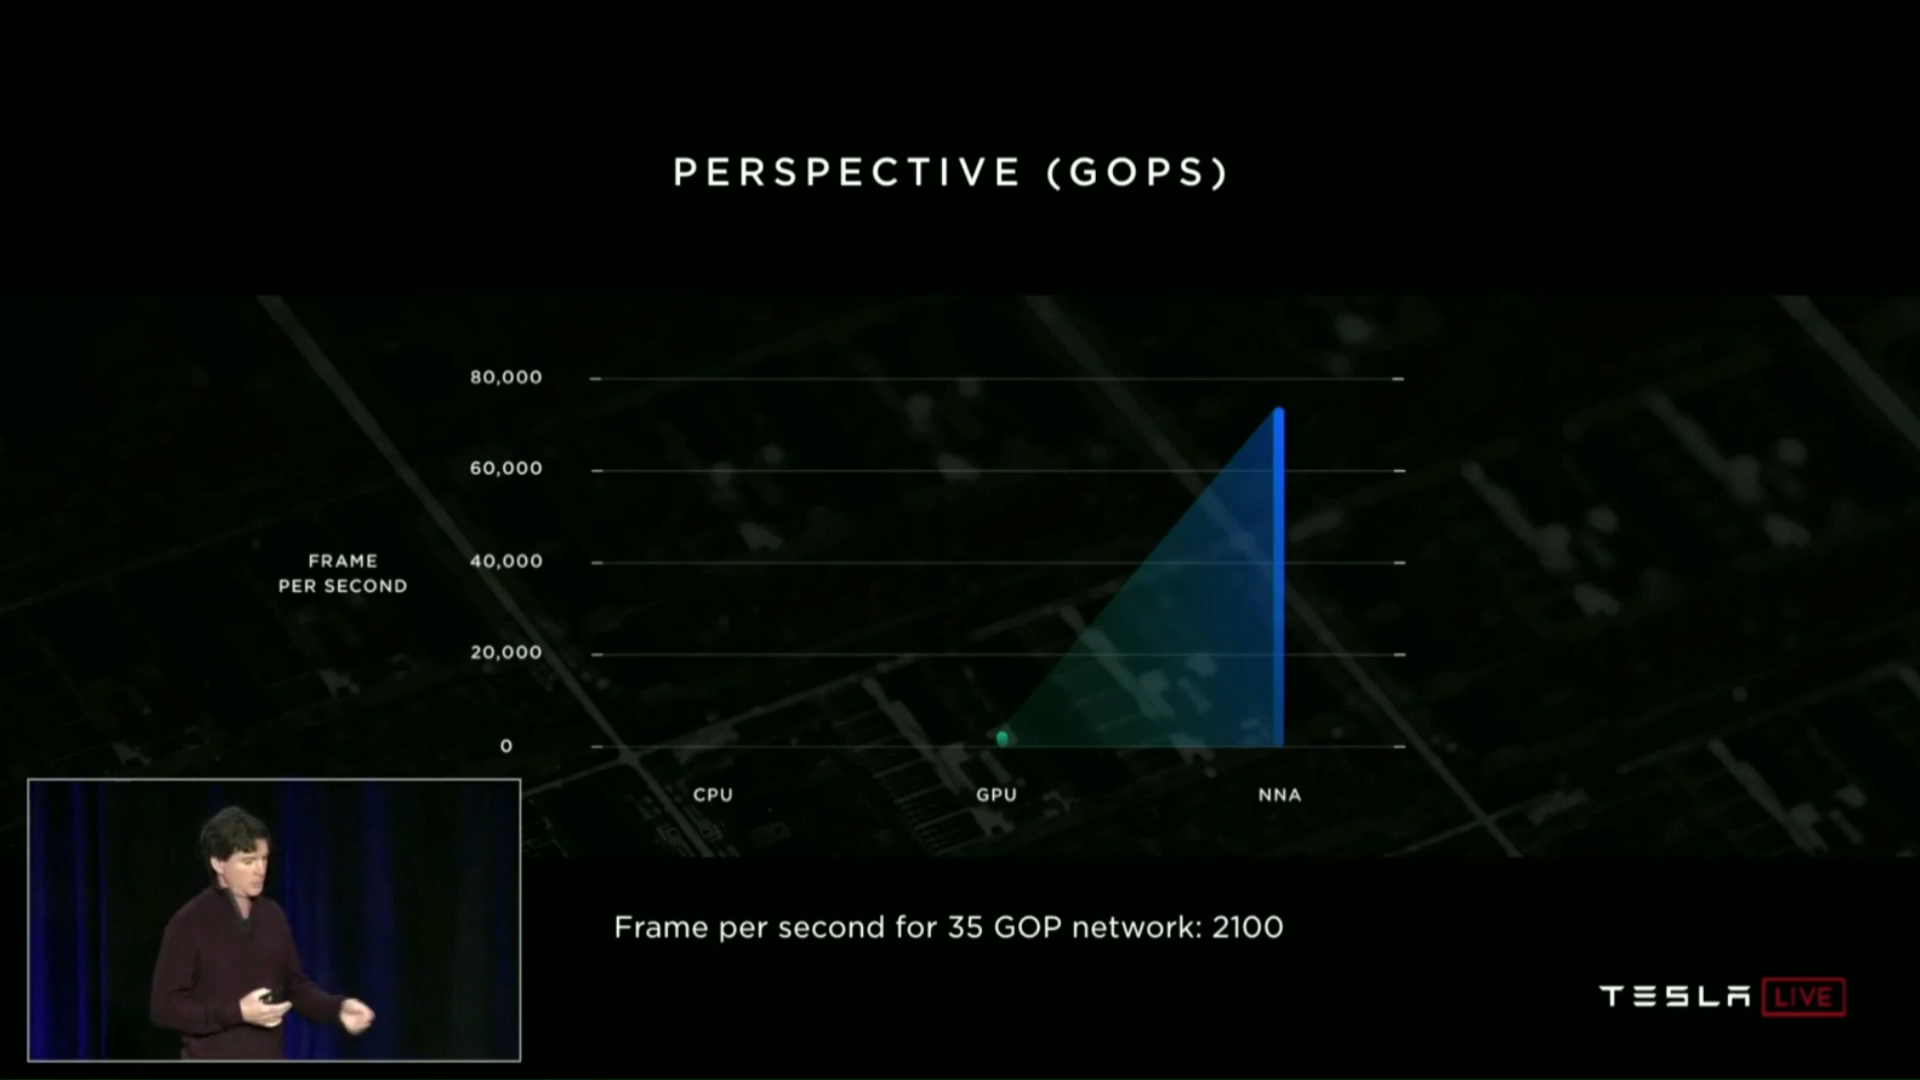 PERSPECTIVE (GOPS)
80,000
60,000
FRAME
PER SECOND
40,000
20,000
0
CPU
GPU
NNA
Frame per second for 35 GOP network: 2100
TESLA LIVE